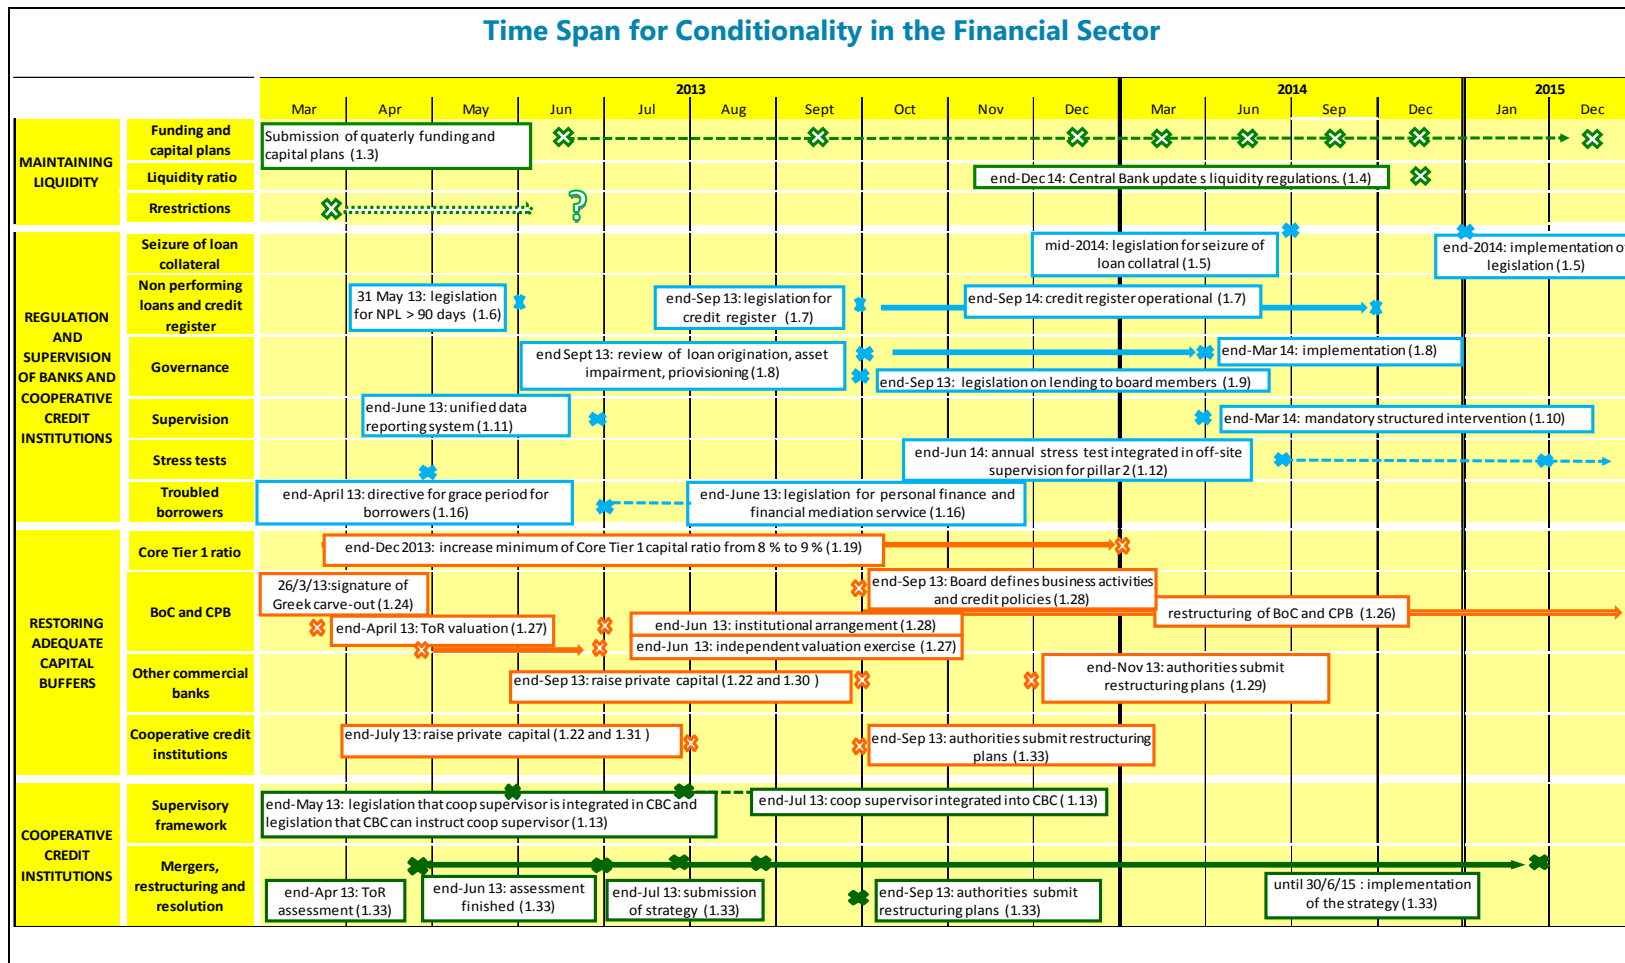 Time Span for Conditionality in the Financial Sector
2013
2014
2015
Mar
Apr
May
Jun
Jul
Aug
Sept
Oct
Nov
Dec
Mar
Jun
Sep
Dec
Jan
Dec
MAINTAINING
LIQUIDITY
Funding and
capital plans
Submission of quaterly funding and
capital plans (1.3)
Liquidity ratio
end-Dec 14: Central Bank update s liquidity regulations. (1.4)
Rrestrictions
?
REGULATION
AND
SUPERVISION
OF BANKS AND
COOPERATIVE
CREDIT
INSTITUTIONS
Seizure of loan
collateral
mid-2014: legislation for seizure of
loan collatral (1.5)
end-2014: implementation of
legislation (1.5)
Non performing
loans and credit
register
31 May 13: legislation
for NPL > 90 days (1.6)
end-Sep 13: legislation for
credit register (1.7)
end-Sep 14: credit register operational (1.7)
Governance
end Sept 13: review of loan origination, asset
impairment, priovisioning (1.8)
end-Mar 14: implementation (1.8)
end-Sep 13: legislation on lending to board members (1.9)
Supervision
end-June 13: unified data
reporting system (1.11)
end-Mar 14: mandatory structured intervention (1.10)
Stress tests
end-Jun 14: annual stress test integrated in off-site
supervision for pillar 2 (1.12)
Troubled
borrowers
end-April 13: directive for grace period for
borrowers (1.16)
end-June 13: legislation for personal finance and
financial mediation servvice (1.16)
RESTORING
ADEQUATE
CAPITAL
BUFFERS
Core Tier 1 ratio
end-Dec 2013: increase minimum of Core Tier 1 capital ratio from 8 % to 9 % (1.19)
BoC and CPB
26/3/13:signature of
Greek carve-out (1.24)
end-April 13: ToR valuation (1.27)
end-Sep 13: Board defines business activities
and credit policies (1.28)
restructuring of BoC and CPB (1.26)
end-Jun 13: institutional arrangement (1.28)
end-Jun 13: independent valuation exercise (1.27)
Other commercial
banks
end-Sep 13: raise private capital (1.22 and 1.30 )
end-Nov 13: authorities submit
restructuring plans (1.29)
Cooperative credit
institutions
end-July 13: raise private capital (1.22 and 1.31 )
end-Sep 13: authorities submit restructuring
plans (1.33)
COOPERATIVE
CREDIT
INSTITUTIONS
Supervisory
framework
end-May 13: legislation that coop supervisor is integrated in CBC and
legislation that CBC can instruct coop supervisor (1.13)
end-Jul 13: coop supervisor integrated into CBC ( 1.13)
Mergers,
restructuring and
resolution
end-Apr 13: ToR
assessment (1.33)
end-Jun 13: assessment
finished (1.33)
end-Jul 13: submission
of strategy (1.33)
end-Sep 13: authorities submit
restructuring plans (1.33)
until 30/6/15 : implementation
of the strategy (1.33)